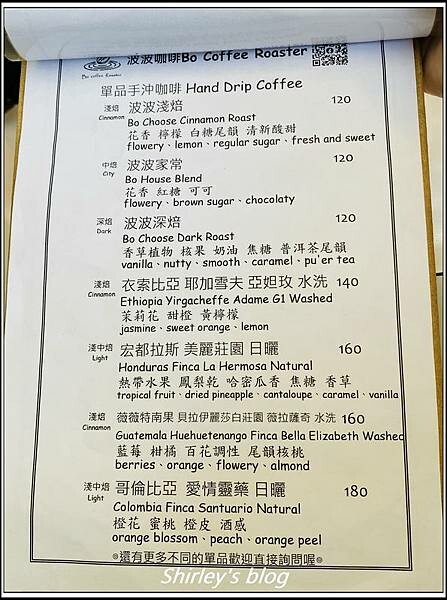 波波咖啡Bo Coffee Roaster
Bo Coffee Roaster
單品手沖咖啡 Hand Drip Coffee
淺焙 波波淺焙 120
Cinnamon Bo Choose Cinnamon Roast
花香 檸檬 白糖尾韻 清新酸甜
flowery、lemon、regular sugar、fresh and sweet
中焙 波波家常 120
City Bo House Blend
花香 紅糖 可可
flowery、brown sugar、chocolaty
深焙 波波深焙 120
Dark Bo Choose Dark Roast
香草植物 核果 奶油 焦糖 普洱茶尾韻
vanilla、nutty、smooth、caramel、pu'er tea
淺焙 衣索比亞 耶加雪夫 亞妲玫 水洗 140
Cinnamon Ethiopia Yirgacheffe Adame G1 Washed
茉莉花 甜橙 黃檸檬
jasmine、sweet orange、lemon
淺中焙 宏都拉斯 美麗莊園 日曬 160
Light Honduras Finca La Hermosa Natural
熱帶水果 鳳梨乾 哈密瓜香 焦糖 香草
tropical fruit、dried pineapple、cantaloupe、caramel、vanilla
淺焙 薇薇特南果 貝拉伊麗莎白莊園 薇拉薩奇 水洗 160
Cinnamon Guatemala Huehuetenango Finca Bella Elizabeth Washed
藍莓 柑橘 百花調性 尾韻核桃
berries、orange、flowery、almond
淺中焙 哥倫比亞 愛情靈藥 日曬 180
Light Colombia Finca Santuario Natural
橙花 蜜桃 橙皮 酒感
orange blossom、peach、orange peel
⊙還有更多不同的單品歡迎直接詢問喔⊙
Shirley's blog